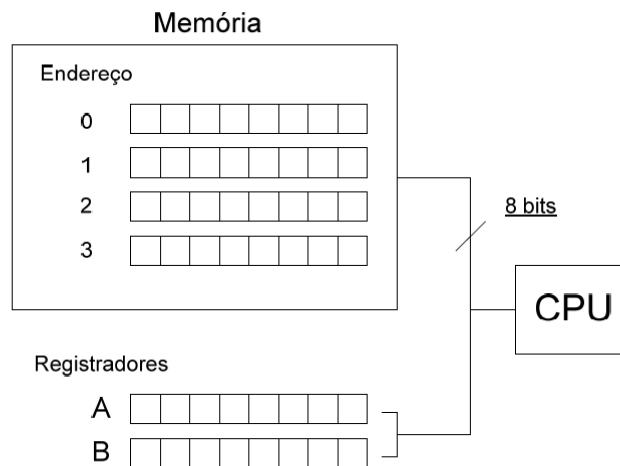 Memória
Endereço
0
1
2
3
8 bits
CPU
Registradores
A
B